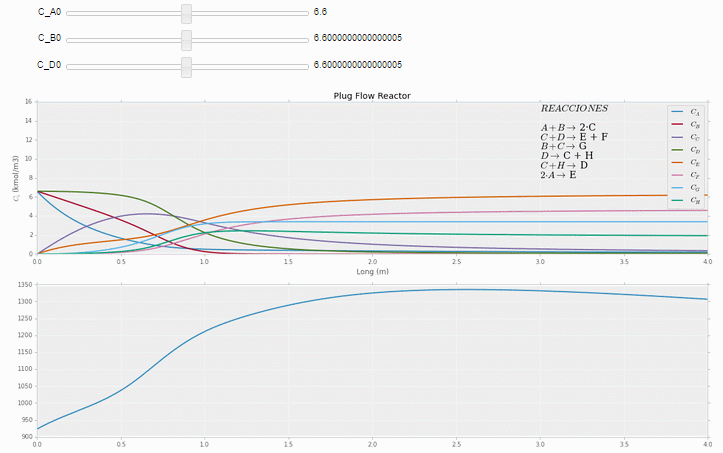 C_A0 6.6
C_B0 6.6000000000000005
C_D0 6.6000000000000005
Plug Flow Reactor
REACCIONES
A+B→ 2·C
C+D→ E + F
B+C→ G
D→ C + H
C+H→ D
2·A→ E
C_A
C_B
C_C
C_D
C_E
C_F
C_G
C_H
16
14
12
10
8
6
4
2
0
C_i (kmol/m3)
0.0 0.5 1.0 1.5 2.0 2.5 3.0 3.5 4.0
Long (m)
1350
1300
1250
1200
1150
1100
1050
1000
950
900
0.0 0.5 1.0 1.5 2.0 2.5 3.0 3.5 4.0